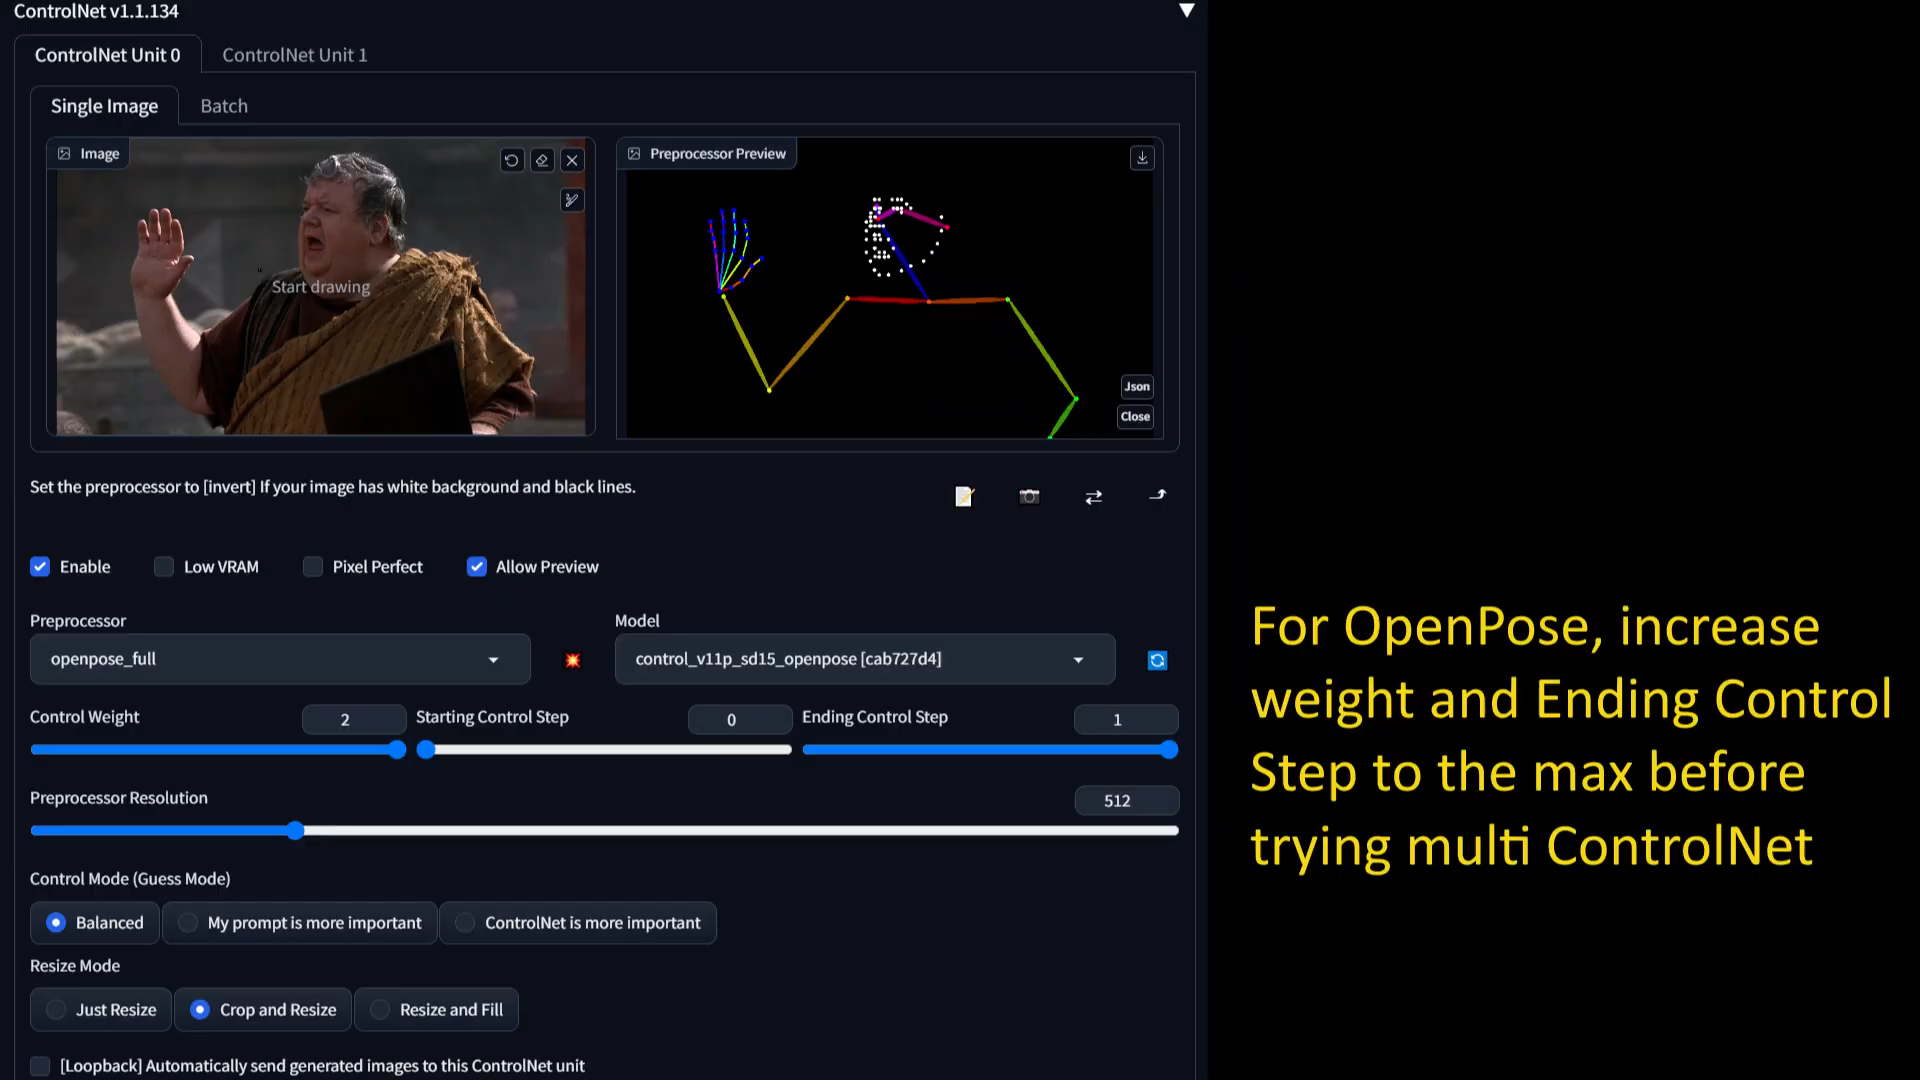 ControlNet v1.1.134
ControlNet Unit 0
ControlNet Unit 1
Single Image
Batch
Image
Start drawing
Preprocessor Preview
Json
Close
Set the preprocessor to [invert] If your image has white background and black lines.
Enable
Low VRAM
Pixel Perfect
Allow Preview
Preprocessor
openpose_full
Model
control_v11p_sd15_openpose [cab727d4]
Control Weight
2
Starting Control Step
0
Ending Control Step
1
Preprocessor Resolution
512
Control Mode (Guess Mode)
Balanced
My prompt is more important
ControlNet is more important
Resize Mode
Just Resize
Crop and Resize
Resize and Fill
[Loopback] Automatically send generated images to this ControlNet unit
For OpenPose, increase
weight and Ending Control
Step to the max before
trying multi ControlNet